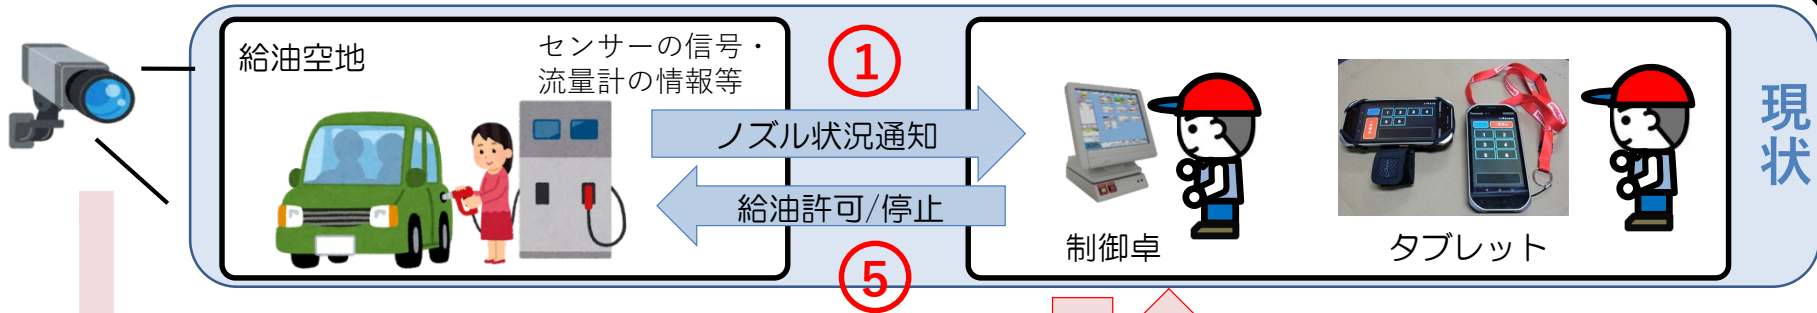 給油空地
センサーの信号・
流量計の情報等
①
ノズル状況通知
給油許可/停止
⑤
制御卓
タブレット
現状